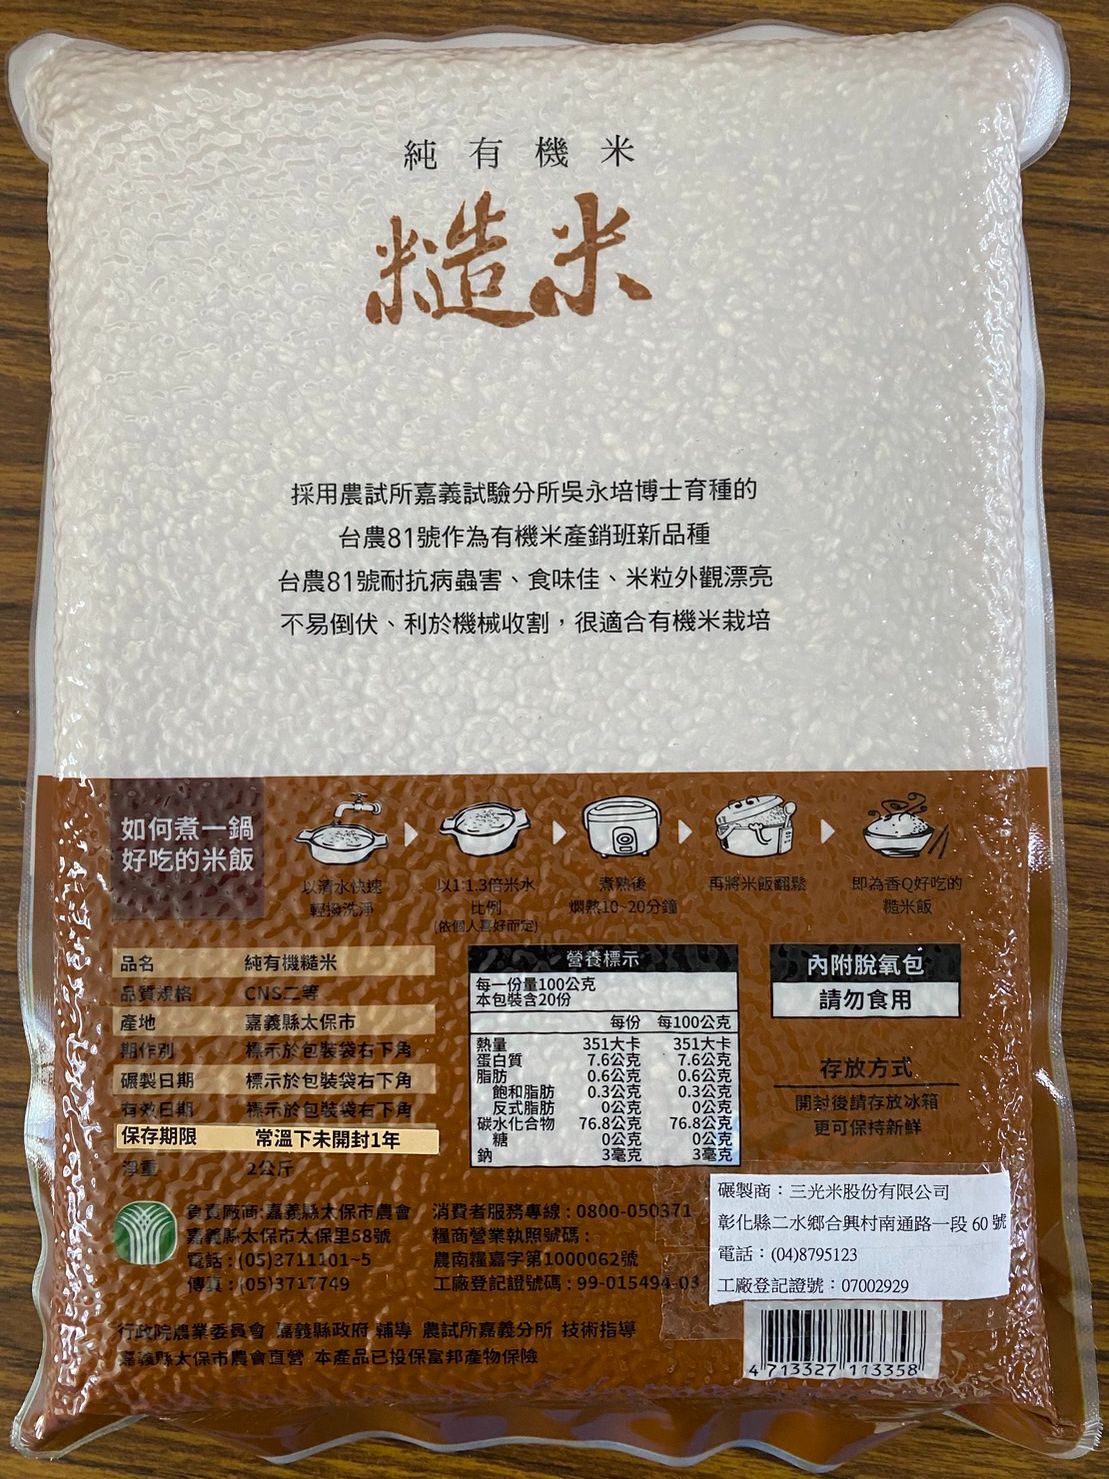 純有機米
糙米
採用農試所嘉義試驗分所吳永培博士育種的
台農81號作為有機米產銷班新品種
台農81號耐抗病蟲害、食味佳、米粒外觀漂亮
不易倒伏、利於機械收割，很適合有機米栽培
如何煮一鍋
好吃的米飯
以清水快速
輕撥洗淨
以1:1.3倍米水
比例
(依個人喜好而定)
煮熟後
燜熟10~20分鐘
再將米飯翻鬆
即為香Q好吃的
糙米飯
品名 純有機糙米
品質規格 CNS二等
產地 嘉義縣太保市
期作別 標示於包裝袋右下角
碾製日期 標示於包裝袋右下角
有效日期 標示於包裝袋右下角
保存期限 常溫下未開封1年
淨重 2公斤
營養標示
每一份量100公克
本包裝含20份
每份 每100公克
熱量 351大卡 351大卡
蛋白質 7.6公克 7.6公克
脂肪 0.6公克 0.6公克
飽和脂肪 0.3公克 0.3公克
反式脂肪 0公克 0公克
碳水化合物 76.8公克 76.8公克
糖 0公克 0公克
鈉 3毫克 3毫克
內附脫氧包
請勿食用
存放方式
開封後請存放冰箱
更可保持新鮮
負責廠商:嘉義縣太保市農會
嘉義縣太保市太保里58號
電話:(05)3711101~5
傳真:(05)3717749
消費者服務專線:0800-050371
糧商營業執照號碼:
農南糧嘉字第1000062號
工廠登記證號碼:99-015494-03
碾製商：三光米股份有限公司
彰化縣二水鄉合興村南通路一段 60 號
電話：(04)8795123
工廠登記證號：07002929
行政院農業委員會 嘉義縣政府 輔導 農試所嘉義分所 技術指導
嘉義縣太保市農會直營 本產品已投保富邦產物保險
4 713327 113358